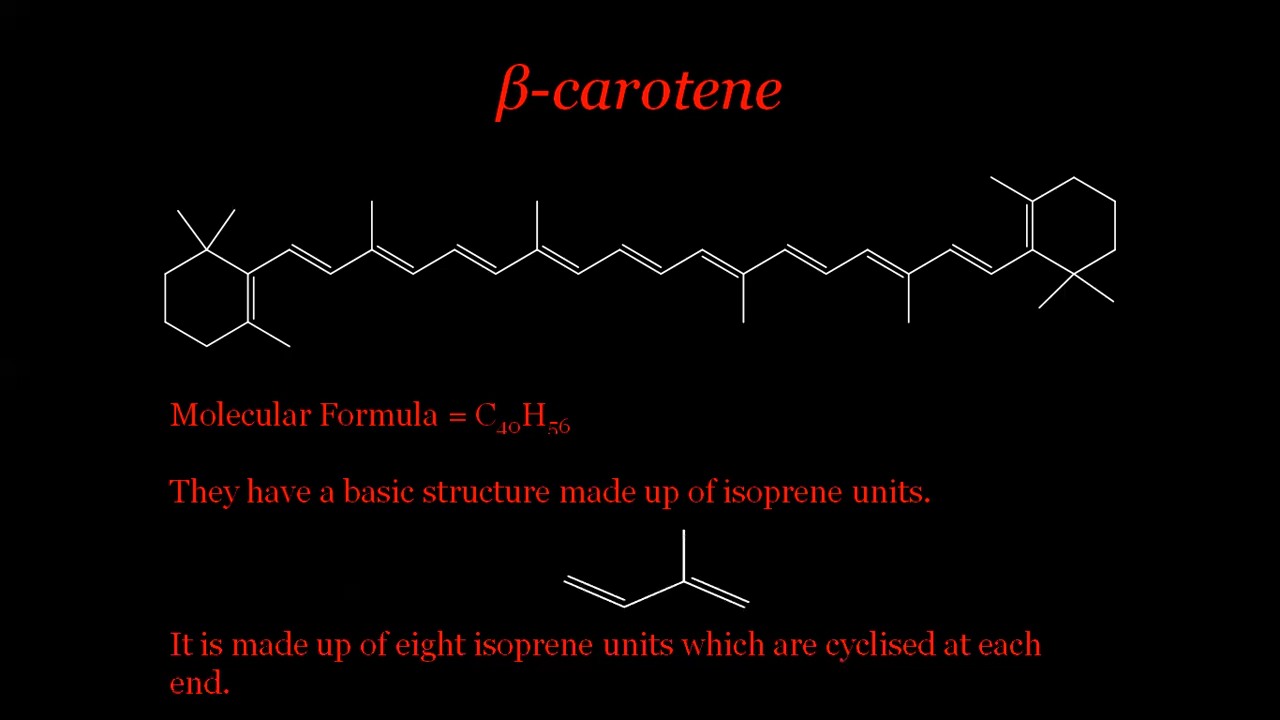 β-carotene
Molecular Formula = C₄₀H₅₆
They have a basic structure made up of isoprene units.
It is made up of eight isoprene units which are cyclised at each
end.